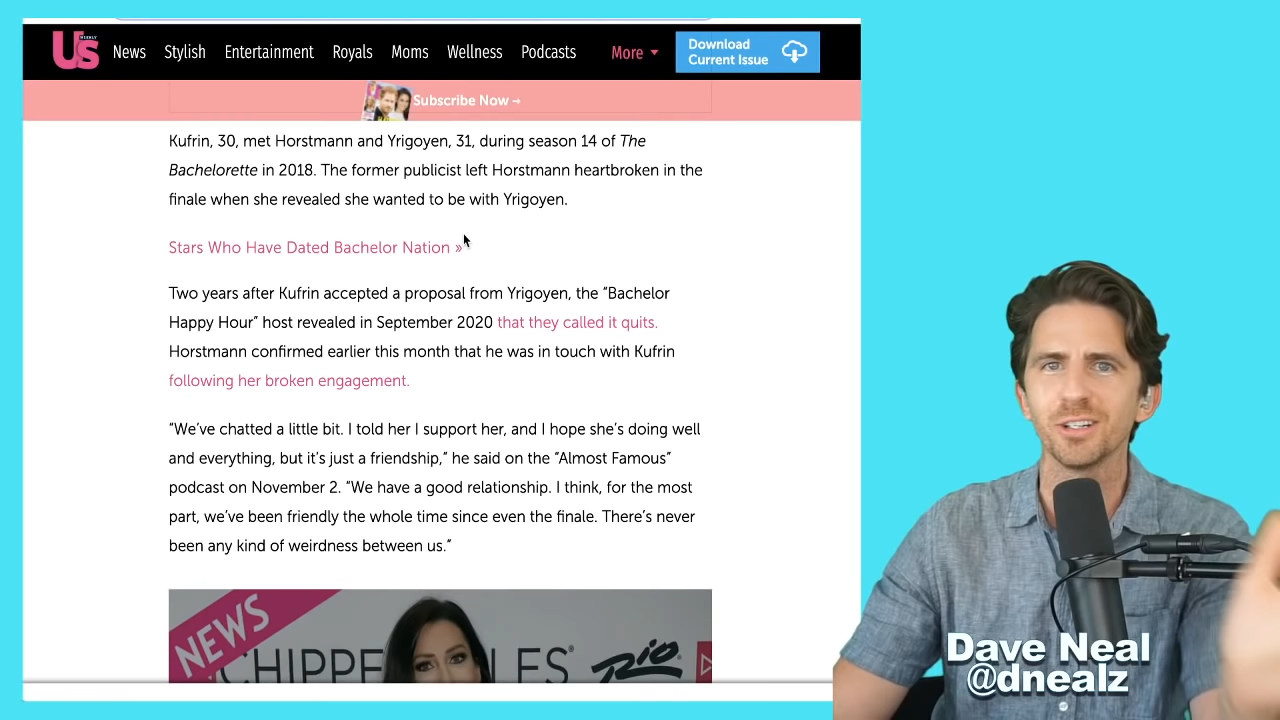 Us WEEKLY News Stylish Entertainment Royals Moms Wellness Podcasts More Download Current Issue
Subscribe Now →
Kufrin, 30, met Horstmann and Yrigoyen, 31, during season 14 of The
Bachelorette in 2018. The former publicist left Horstmann heartbroken in the
finale when she revealed she wanted to be with Yrigoyen.
Stars Who Have Dated Bachelor Nation »
Two years after Kufrin accepted a proposal from Yrigoyen, the “Bachelor
Happy Hour” host revealed in September 2020 that they called it quits.
Horstmann confirmed earlier this month that he was in touch with Kufrin
following her broken engagement.
“We’ve chatted a little bit. I told her I support her, and I hope she’s doing well
and everything, but it’s just a friendship,” he said on the “Almost Famous”
podcast on November 2. “We have a good relationship. I think, for the most
part, we’ve been friendly the whole time since even the finale. There’s never
been any kind of weirdness between us.”
NEWS
CHIPPE LES® Rio
Dave Neal
@dnealz